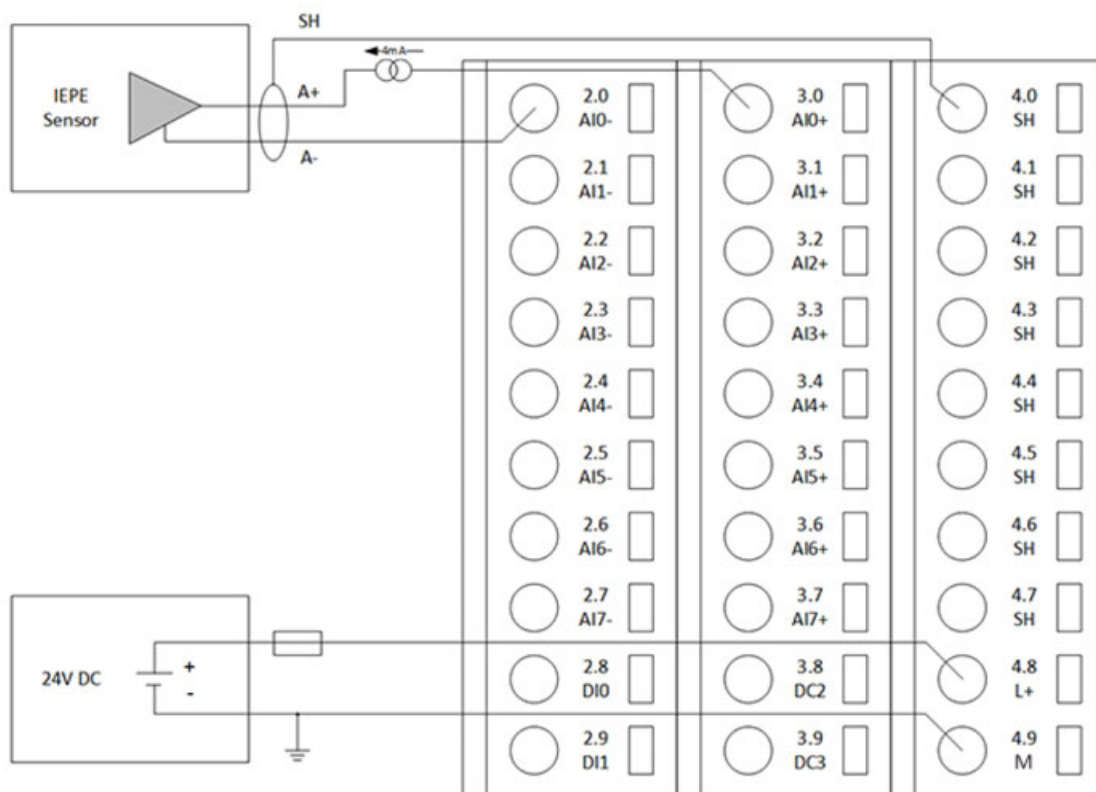 SH
4mA
IEPE
Sensor
A+
A-
2.0
AI0-
3.0
AI0+
4.0
SH
2.1
AI1-
3.1
AI1+
4.1
SH
2.2
AI2-
3.2
AI2+
4.2
SH
2.3
AI3-
3.3
AI3+
4.3
SH
2.4
AI4-
3.4
AI4+
4.4
SH
2.5
AI5-
3.5
AI5+
4.5
SH
2.6
AI6-
3.6
AI6+
4.6
SH
2.7
AI7-
3.7
AI7+
4.7
SH
24V DC
+
-
2.8
DI0
3.8
DC2
4.8
L+
2.9
DI1
3.9
DC3
4.9
M